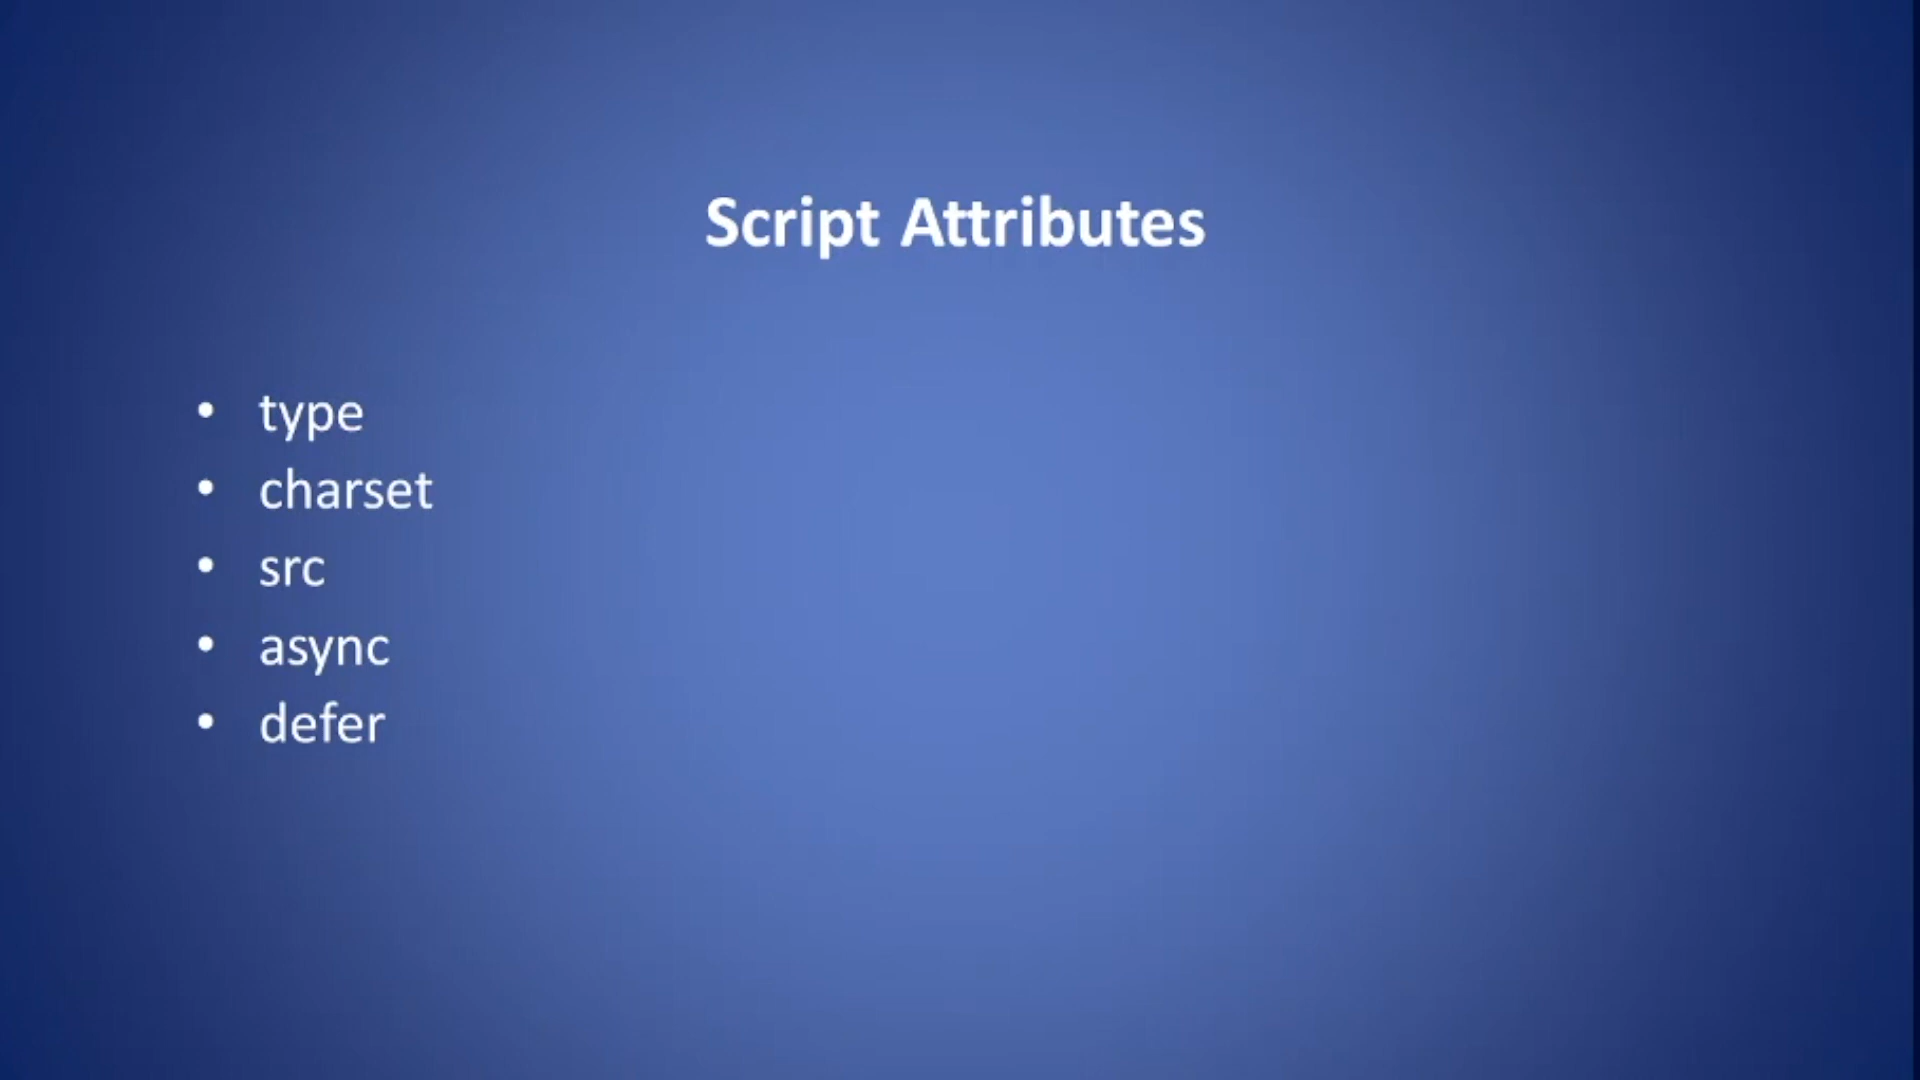 Script Attributes
• type
• charset
• src
• async
• defer